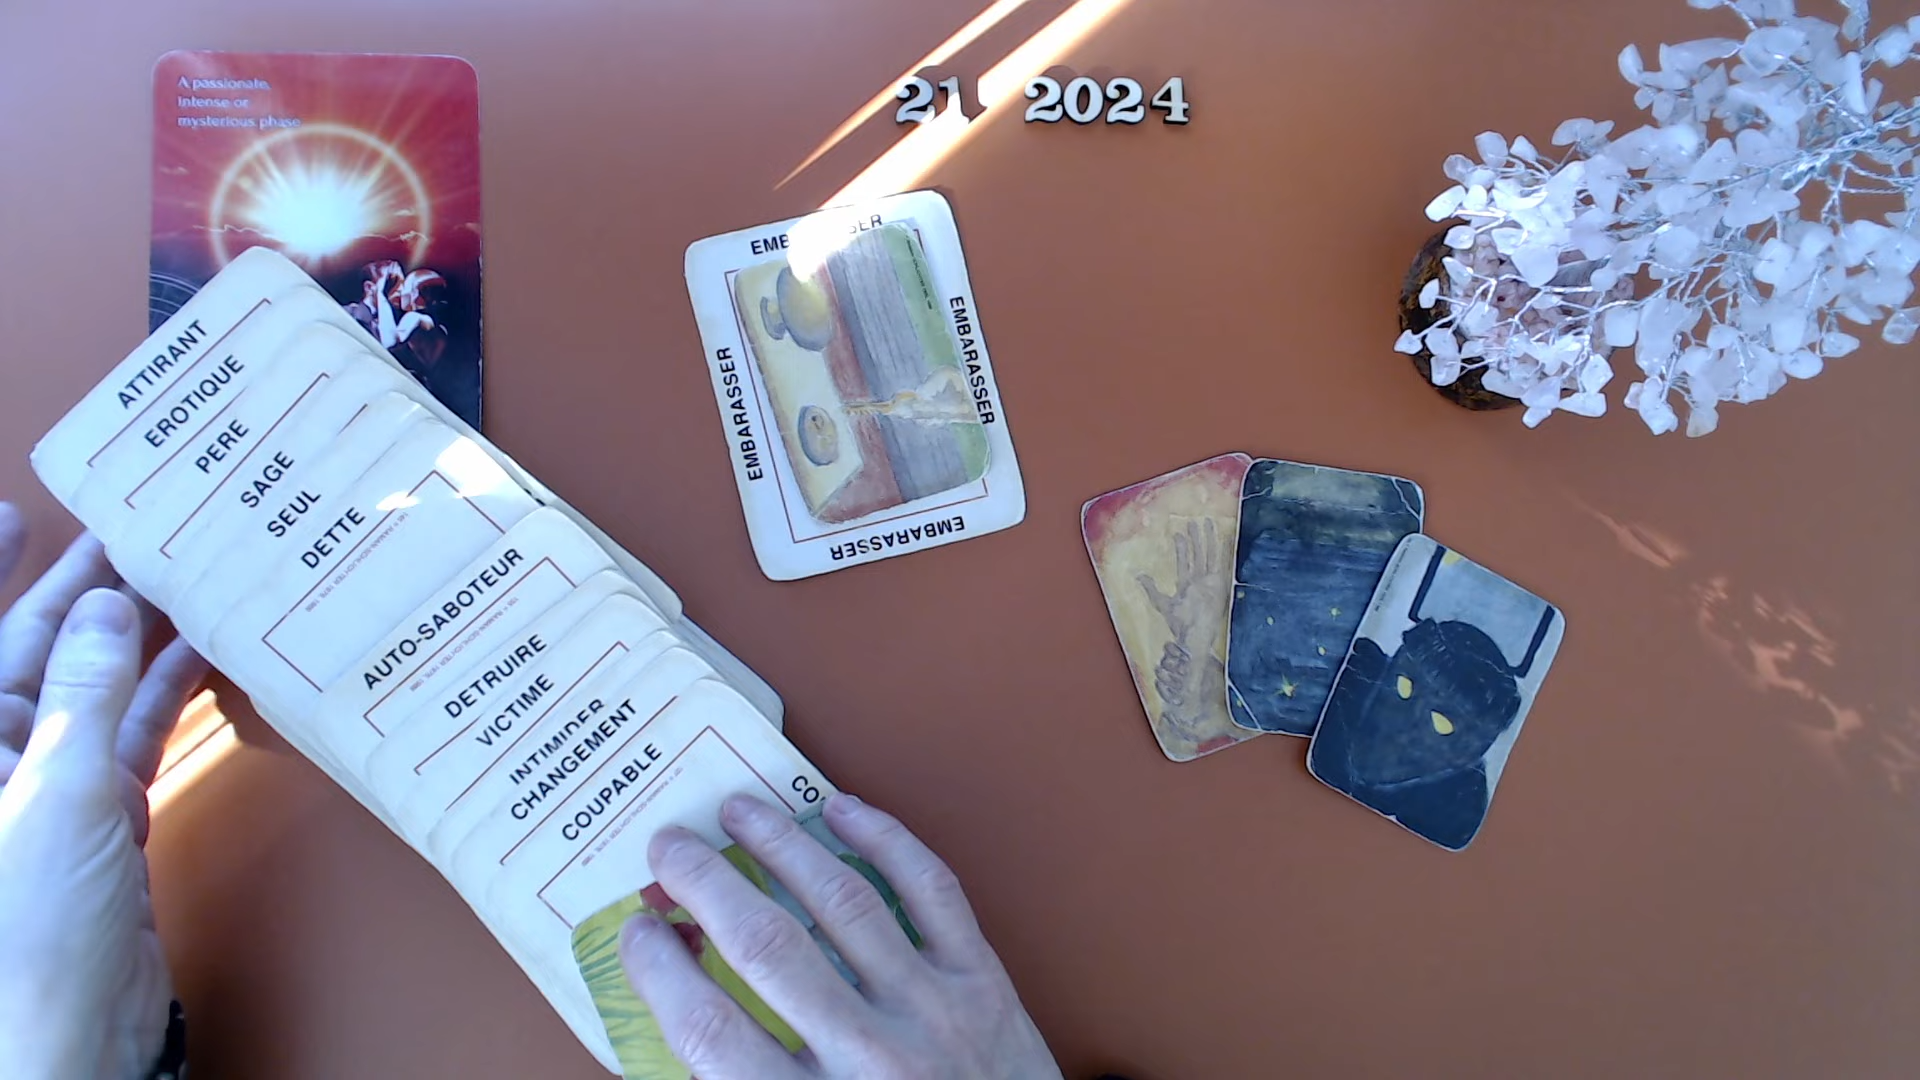 A passionate,
intense or
mysterious phase
21 2024
EMBARASSER
EMBARASSER
EMBARASSER
ATTIRANT
EROTIQUE
PERE
SAGE
SEUL
DETTE
AUTO-SABOTEUR
DETRUIRE
VICTIME
INTIMIDER
CHANGEMENT
COUPABLE